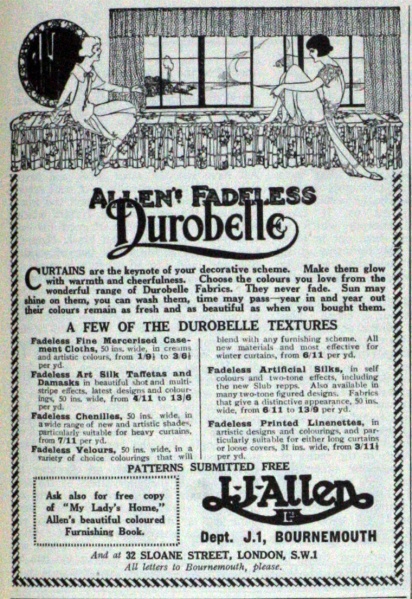 ALLEN'S FADELESS
Durobelle
CURTAINS are the keynote of your decorative scheme. Make them glow
with warmth and cheerfulness. Choose the colours you love from the
wonderful range of Durobelle Fabrics. They never fade. Sun may
shine on them, you can wash them, time may pass—year in and year out
their colours remain as fresh and as beautiful as when you bought them.
A FEW OF THE DUROBELLE TEXTURES
Fadeless Fine Mercerised Case-
ment Cloths, 50 ins. wide, in creams
and artistic colours, from 1/9½ to 3/6½
per yd.
Fadeless Art Silk Taffetas and
Damasks in beautiful shot and multi-
stripe effects, latest designs and colour-
ings, 50 ins. wide, from 4/11 to 13/6
per yd.
Fadeless Chenilles, 50 ins. wide, in
a wide range of new and artistic shades,
particularly suitable for heavy curtains,
from 7/11 per yd.
Fadeless Velours, 50 ins. wide, in a
variety of choice colourings that will
blend with any furnishing scheme. All
new materials and most effective for
winter curtains, from 6/11 per yd.
Fadeless Artificial Silks, in self
colours and two-tone effects, including
the new Slub repps. Also available in
many two-tone figured designs. Fabrics
that give a distinctive appearance, 50 ins.
wide, from 6/11 to 13/9 per yd.
Fadeless Printed Linenettes, in
artistic designs and colourings, and par-
ticularly suitable for either long curtains
or loose covers, 31 ins. wide, from 3/11½
per yd.
PATTERNS SUBMITTED FREE
Ask also for free copy
of "My Lady's Home,"
Allen's beautiful coloured
Furnishing Book.
J.J.Allen
Ld
Dept. J.1, BOURNEMOUTH
And at 32 SLOANE STREET, LONDON, S.W.1
All letters to Bournemouth, please.